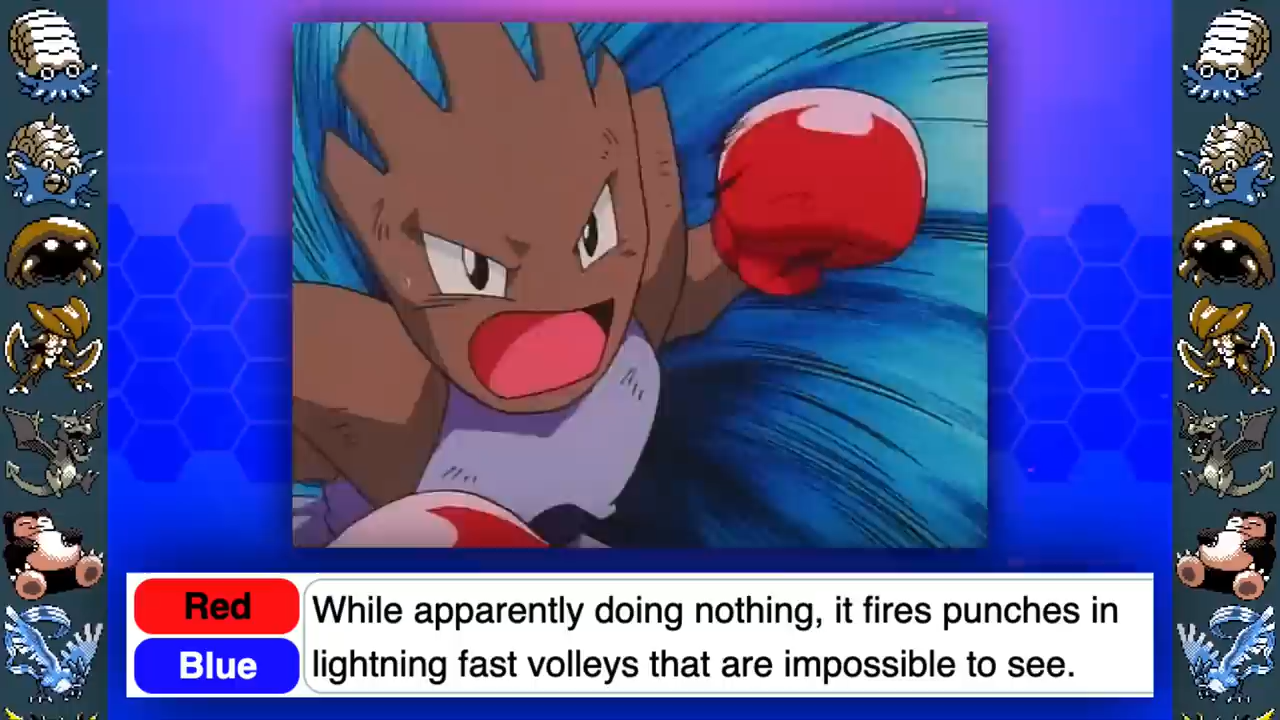 Red
Blue
While apparently doing nothing, it fires punches in
lightning fast volleys that are impossible to see.